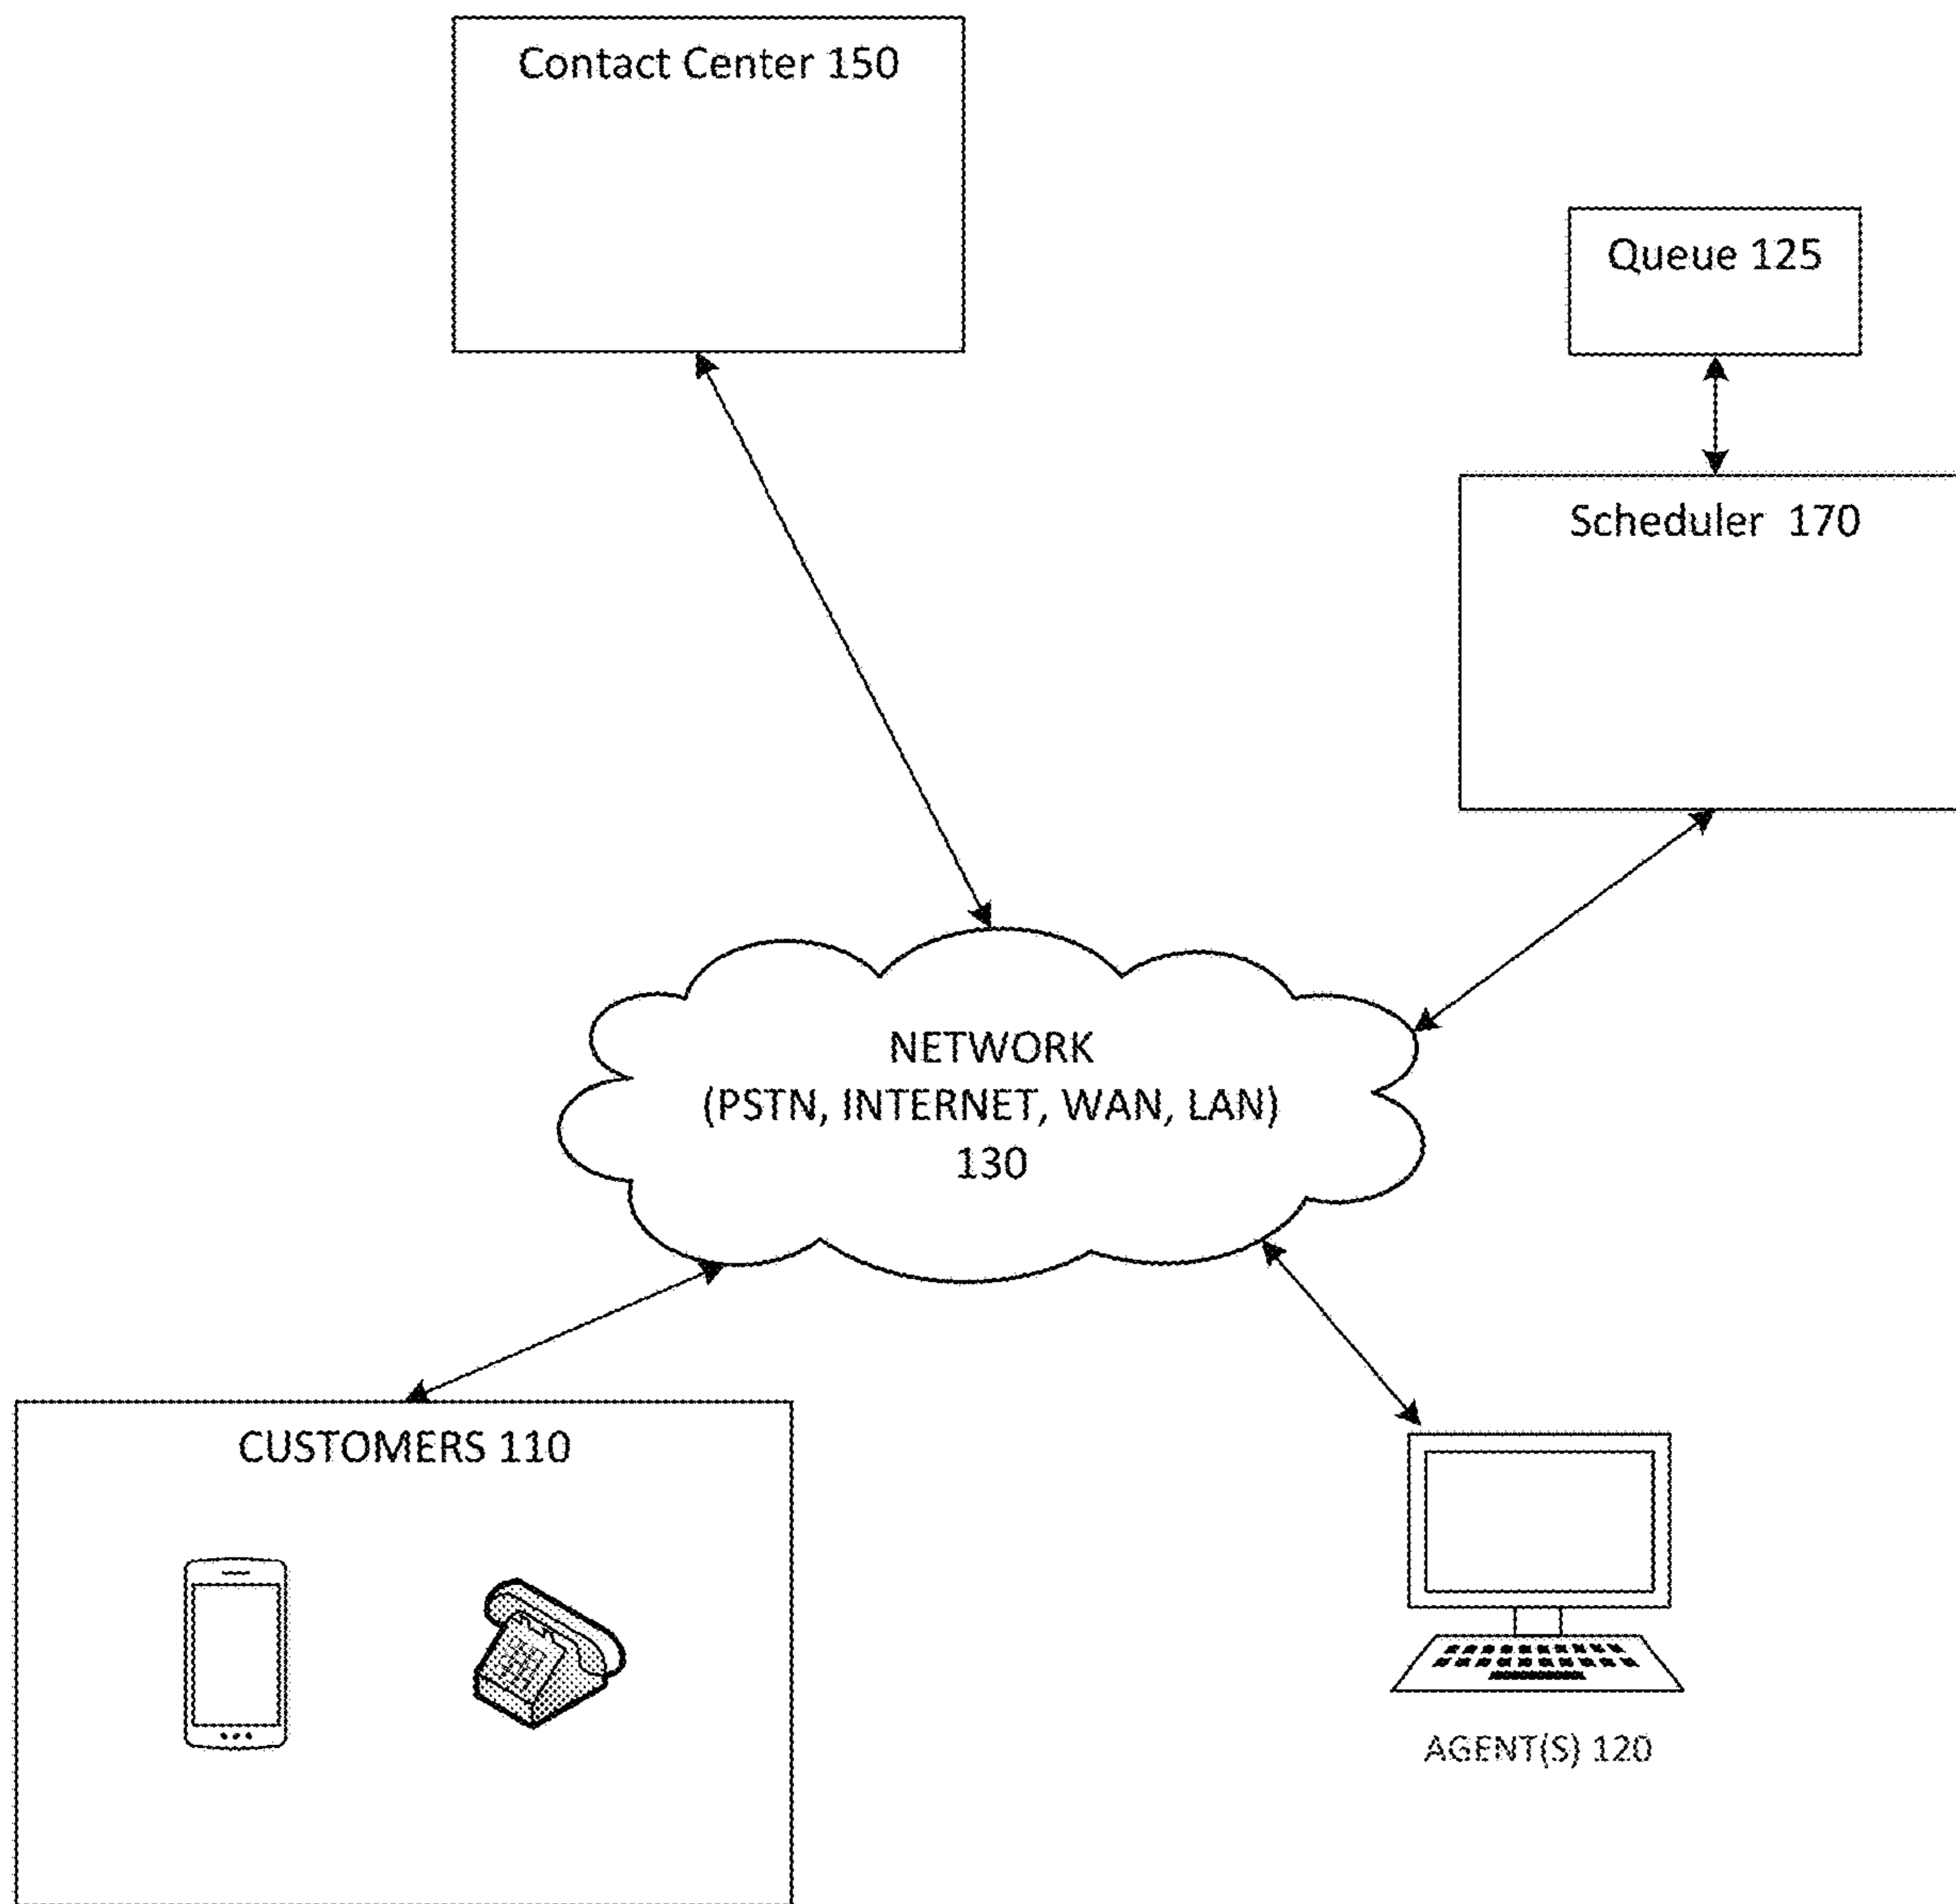 Contact Center 150
Queue 125
Scheduler 170
NETWORK
(PSTN, INTERNET, WAN, LAN)
130
CUSTOMERS 110
AGENT(S) 120